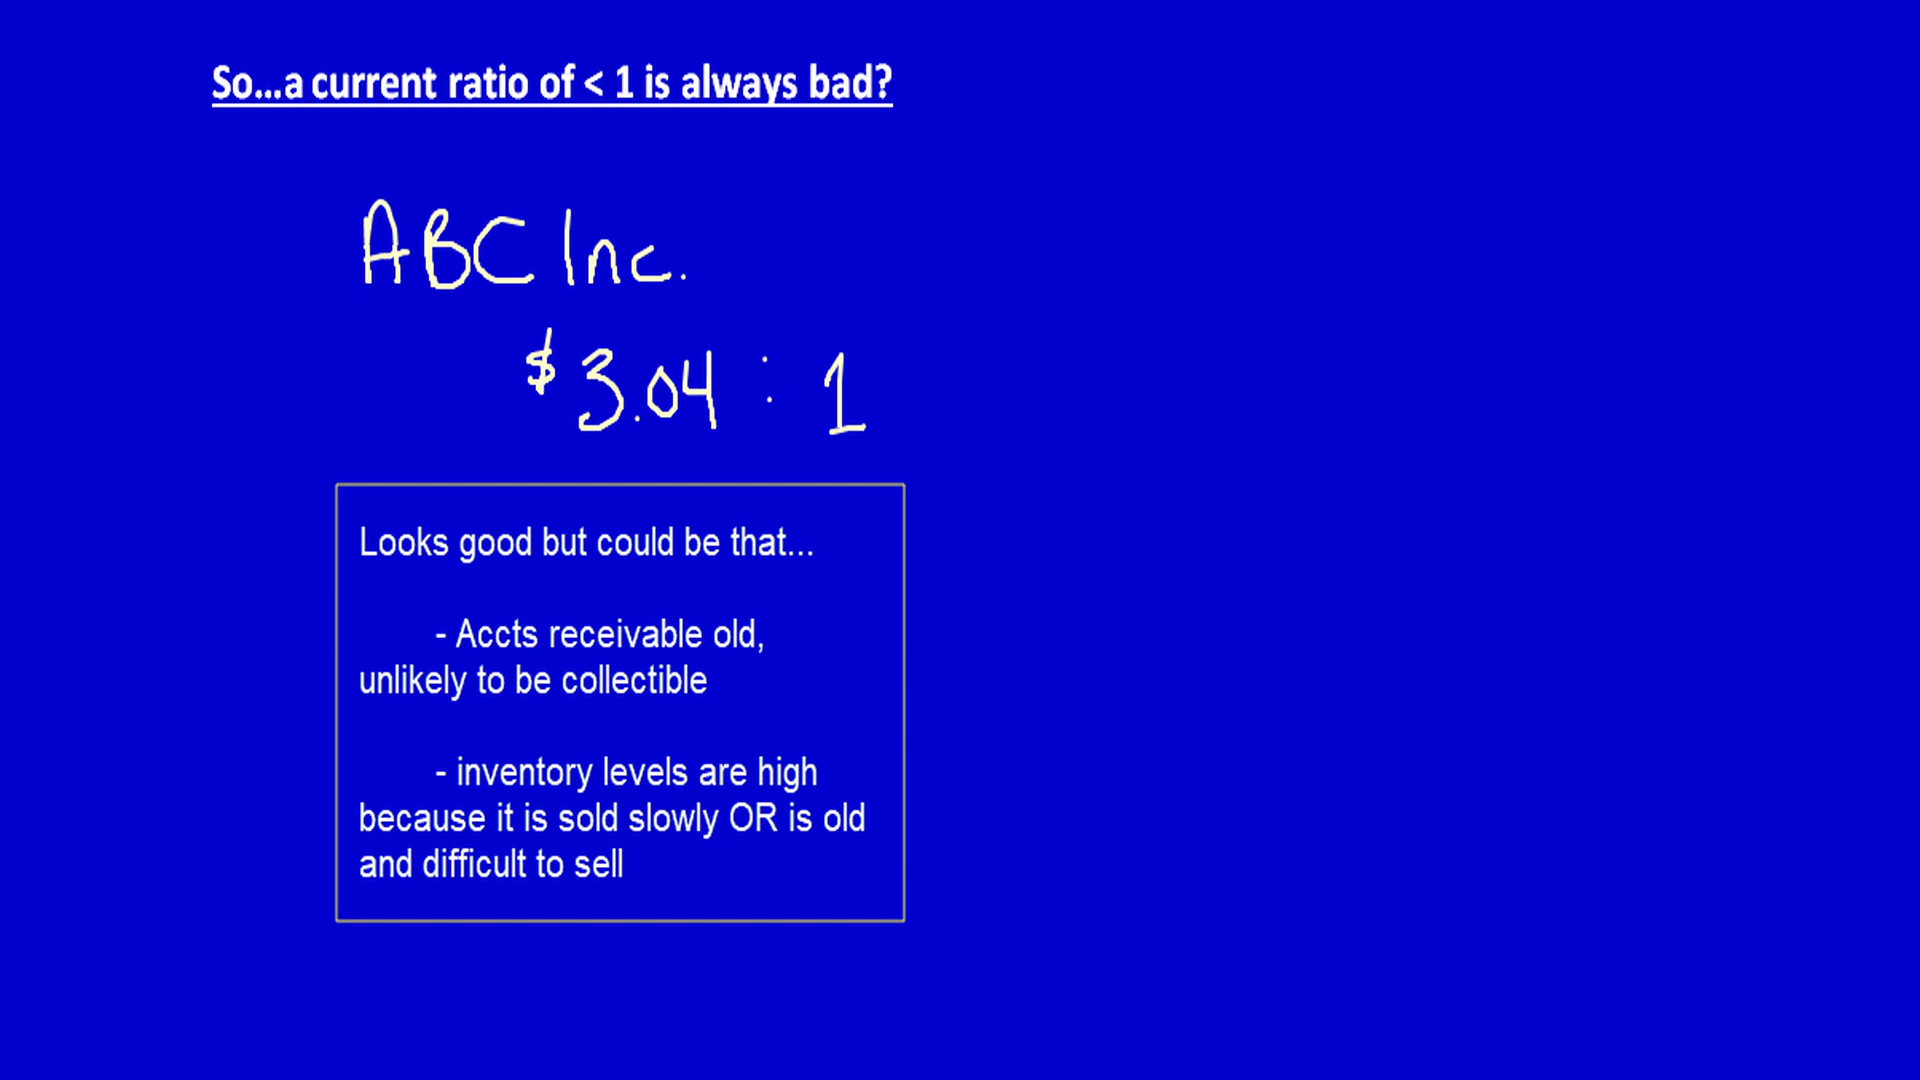 So...a current ratio of < 1 is always bad?
ABC Inc.
$3.04 : 1
Looks good but could be that...
- Accts receivable old,
unlikely to be collectible
- inventory levels are high
because it is sold slowly OR is old
and difficult to sell